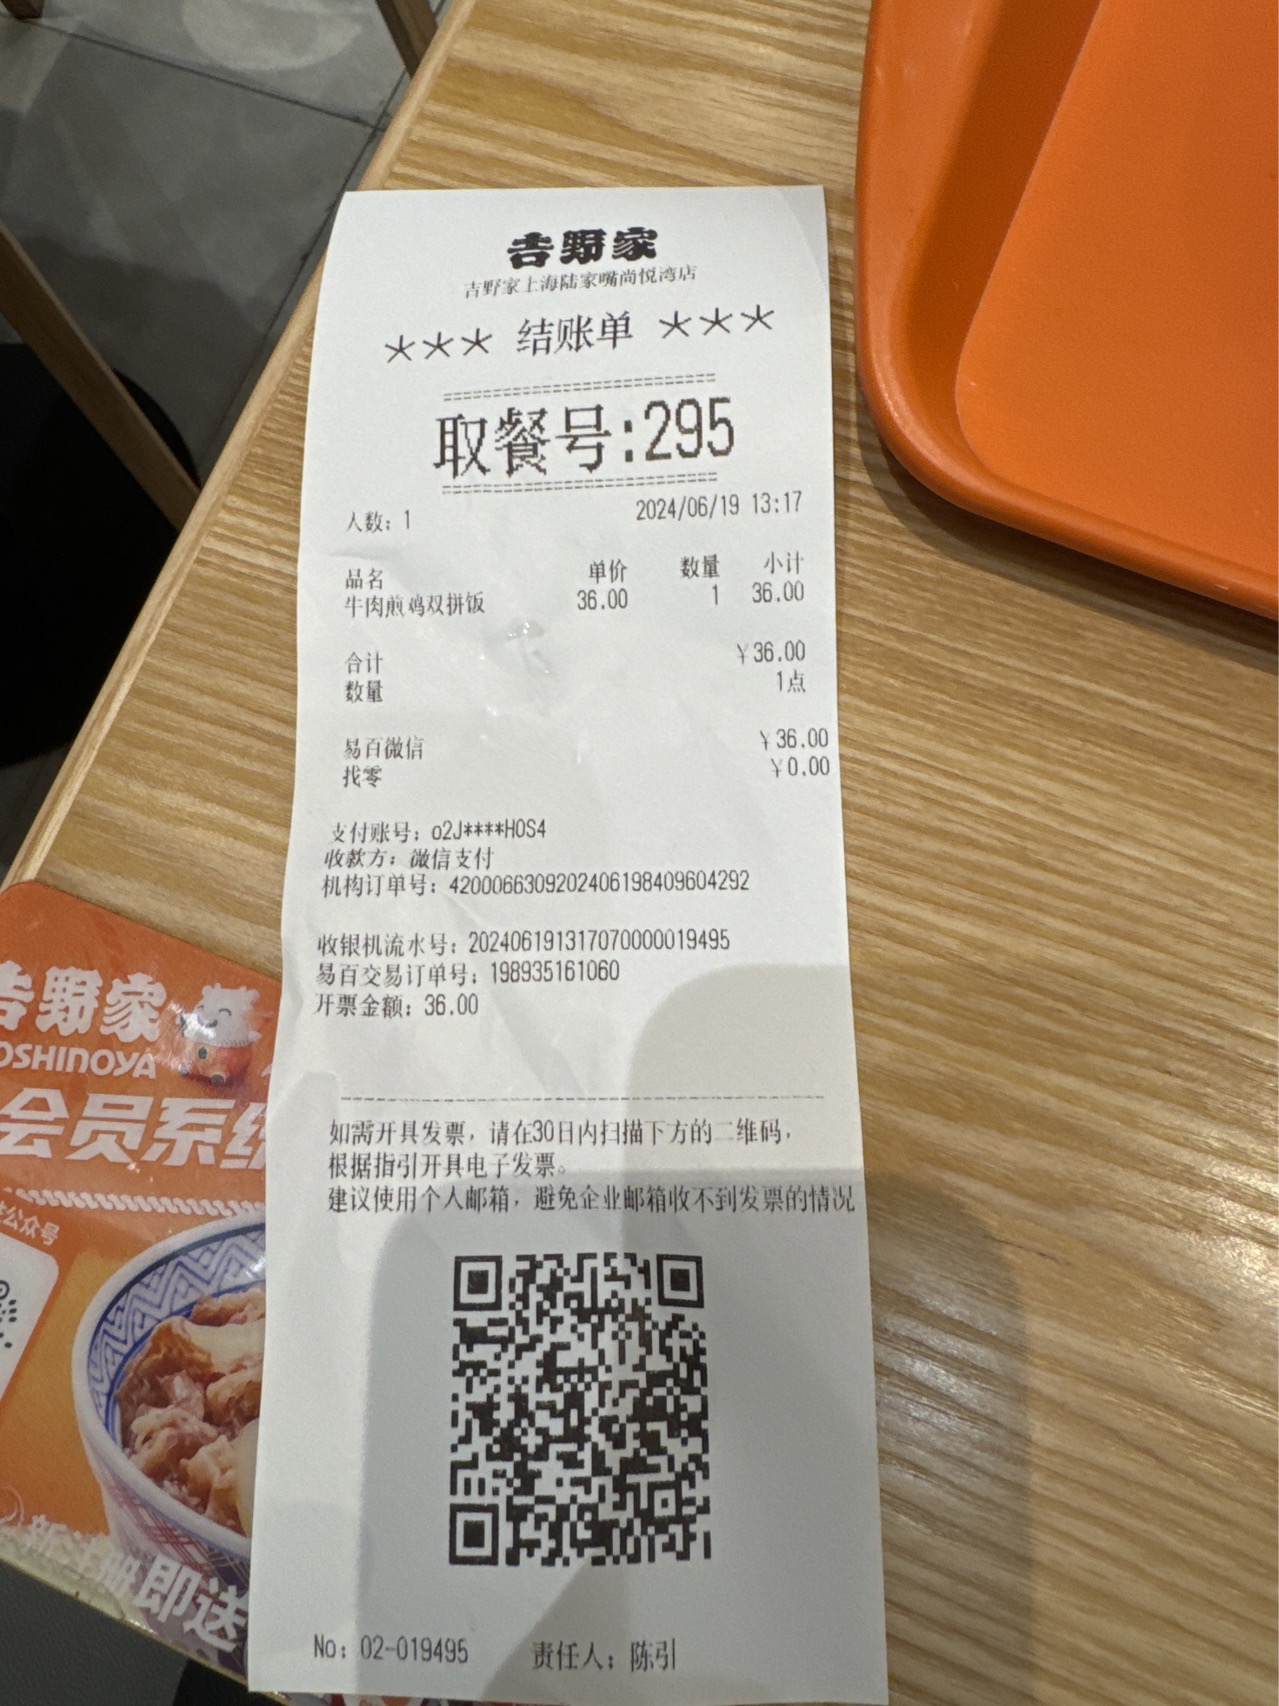 吉野家
吉野家上海陆家嘴尚悦湾店
*** 结账单 ***
取餐号:295
人数: 1 2024/06/19 13:17
品名 单价 数量 小计
牛肉煎鸡双拼饭 36.00 1 36.00
合计 ¥36.00
数量 1点
易百微信 ¥36.00
找零 ¥0.00
支付账号: o2J****HOS4
收款方: 微信支付
机构订单号: 4200066309202406198409604292
收银机流水号: 202406191317070000019495
易百交易订单号: 198935161060
开票金额: 36.00
如需开具发票, 请在30日内扫描下方的二维码,
根据指引开具电子发票。
建议使用个人邮箱, 避免企业邮箱收不到发票的情况
No: 02-019495 责任人: 陈引
吉野家
OSHINOYA
会员系统
公众号
新注册即送